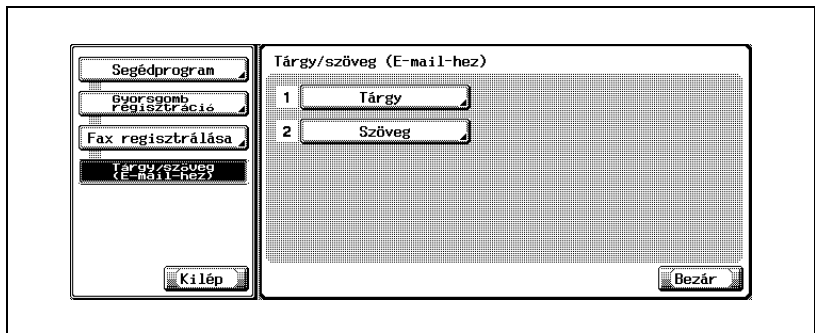 Segédprogram
Gyorsgomb
regisztráció
Fax regisztrálása
Tárgy/szöveg
(E-mail-hez)
Kilép
Tárgy/szöveg (E-mail-hez)
1 Tárgy
2 Szöveg
Bezár